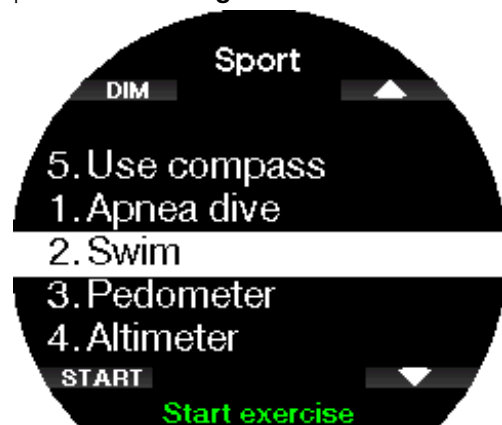 Sport
DIM
5. Use compass
1. Apnea dive
2. Swim
3. Pedometer
4. Altimeter
START
Start exercise